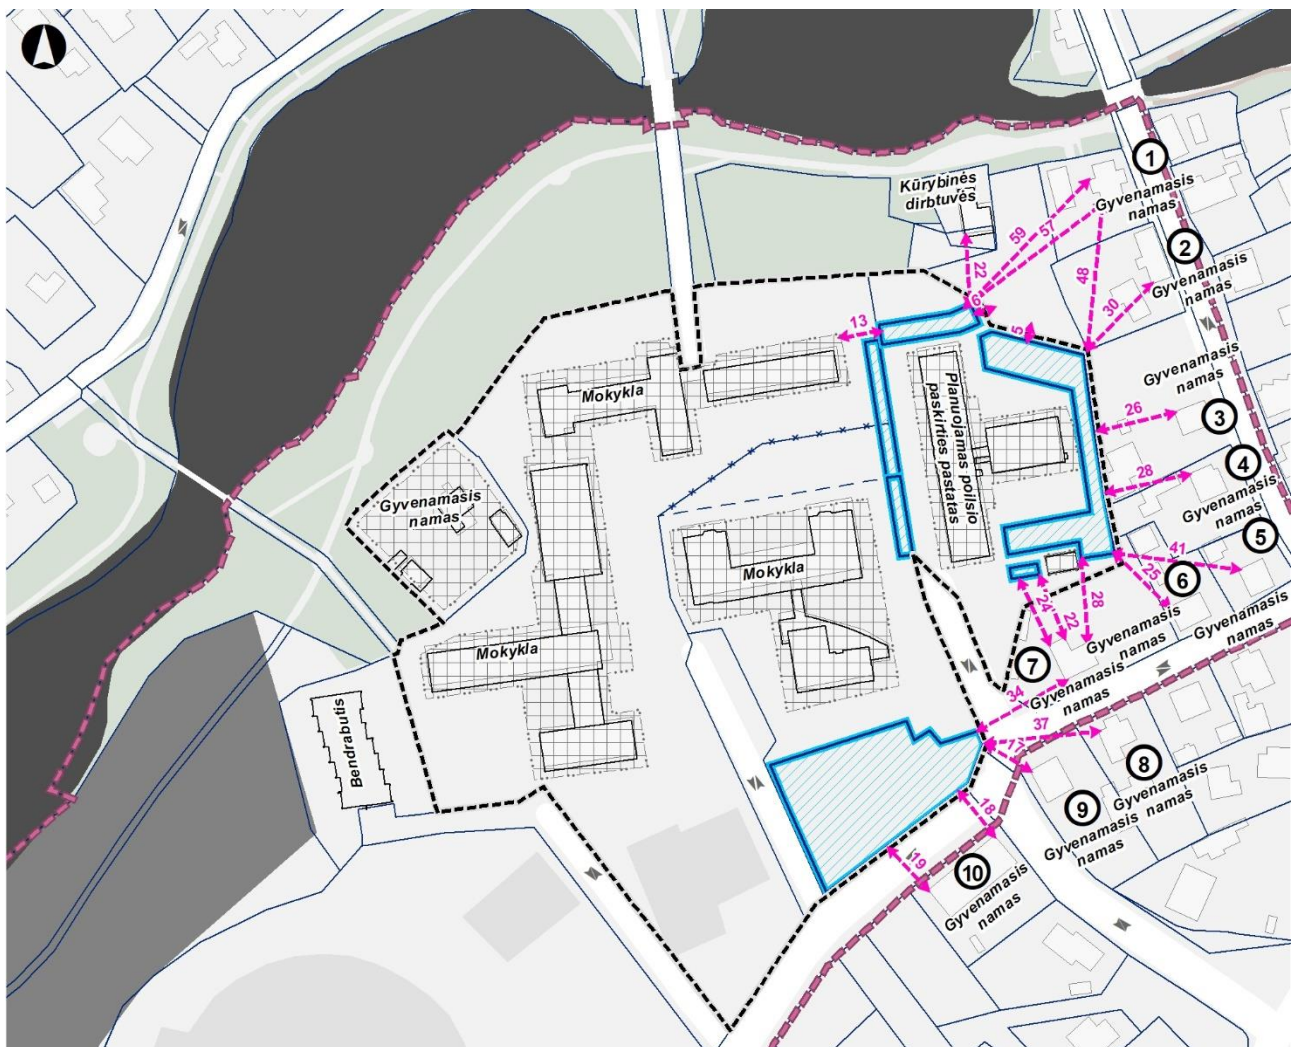 1
Kūrybinės
dirbtuvės
Gyvenamasis
namas
59
57
2
22
48
Gyvenamasis
namas
30
6
13
5
Gyvenamasis
namas
Mokykla
Planuojamas poilsio
paskirties pastatas
26
3
4
28
Gyvenamasis
namas
Gyvenamasis
namas
5
41
25
6
Mokykla
28
24
22
Gyvenamasis
namas
Gyvenamasis
namas
Mokykla
7
34
Gyvenamasis
namas
37
17
Bendrabutis
8
Gyvenamasis
namas
18
9
Gyvenamasis
namas
19
10
Gyvenamasis
namas